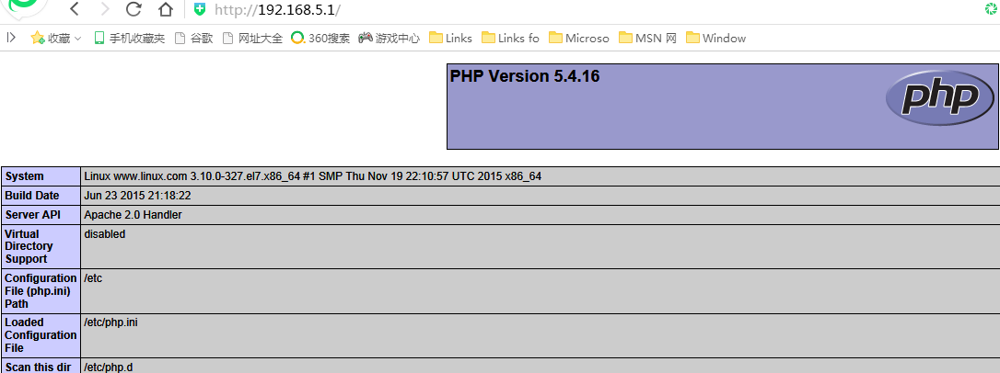 http://192.168.5.1/
收藏 手机收藏夹 谷歌 网址大全 360搜索 游戏中心 Links Links fo Microso MSN 网 Window
PHP Version 5.4.16
php
System Linux www.linux.com 3.10.0-327.el7.x86_64 #1 SMP Thu Nov 19 22:10:57 UTC 2015 x86_64
Build Date Jun 23 2015 21:18:22
Server API Apache 2.0 Handler
Virtual disabled
Directory
Support
Configuration /etc
File (php.ini)
Path
Loaded /etc/php.ini
Configuration
File
Scan this dir /etc/php.d